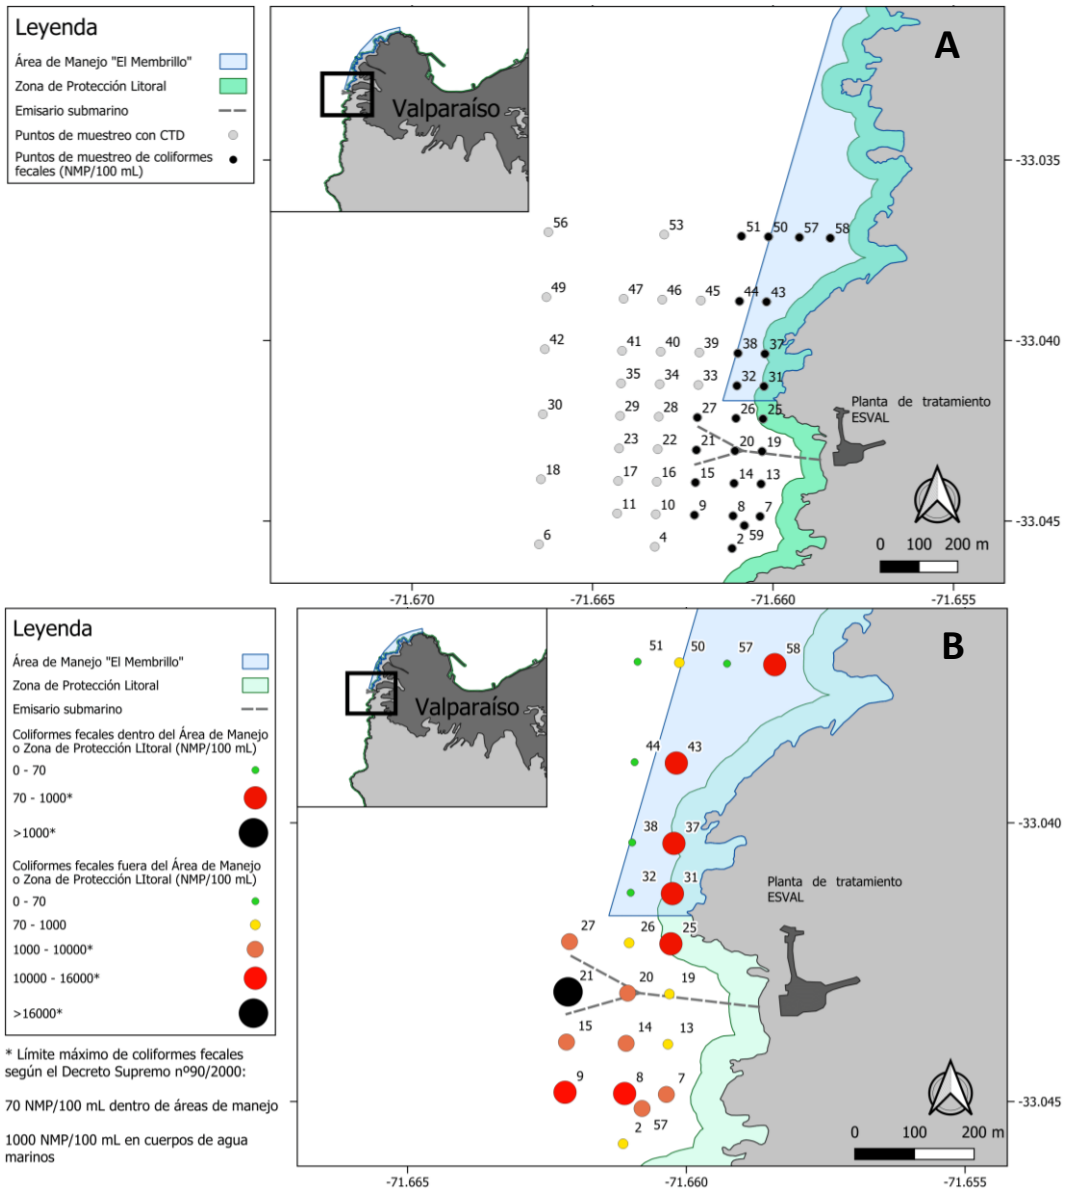 Leyenda
Área de Manejo "El Membrillo"
Zona de Protección Litoral
Emisario submarino
Puntos de muestreo con CTD
Puntos de muestreo de coliformes
fecales (NMP/100 mL)
Valparaíso
A
56
53
51
50
57
58
49
47
46
45
44
43
42
41
40
39
38
37
35
34
33
32
31
30
29
28
27
26
25
23
22
21
20
19
18
17
16
15
14
13
11
10
9
8
7
6
4
2
59
Planta de tratamiento
ESVAL
0 100 200 m
-33.035
-33.040
-33.045
-71.670
-71.665
-71.660
-71.655
Leyenda
Área de Manejo "El Membrillo"
Zona de Protección Litoral
Emisario submarino
Coliformes fecales dentro del Área de Manejo
o Zona de Protección LItoral (NMP/100 mL)
0 - 70
70 - 1000*
>1000*
Coliformes fecales fuera del Área de Manejo
o Zona de Protección LItoral (NMP/100 mL)
0 - 70
70 - 1000
1000 - 10000*
10000 - 16000*
>16000*
* Límite máximo de coliformes fecales
según el Decreto Supremo nº90/2000:
70 NMP/100 mL dentro de áreas de manejo
1000 NMP/100 mL en cuerpos de agua
marinos
Valparaíso
B
51
50
57
58
44
43
38
37
32
31
27
26
25
21
20
19
15
14
13
9
8
7
2
57
Planta de tratamiento
ESVAL
0 100 200 m
-33.040
-33.045
-71.665
-71.660
-71.655